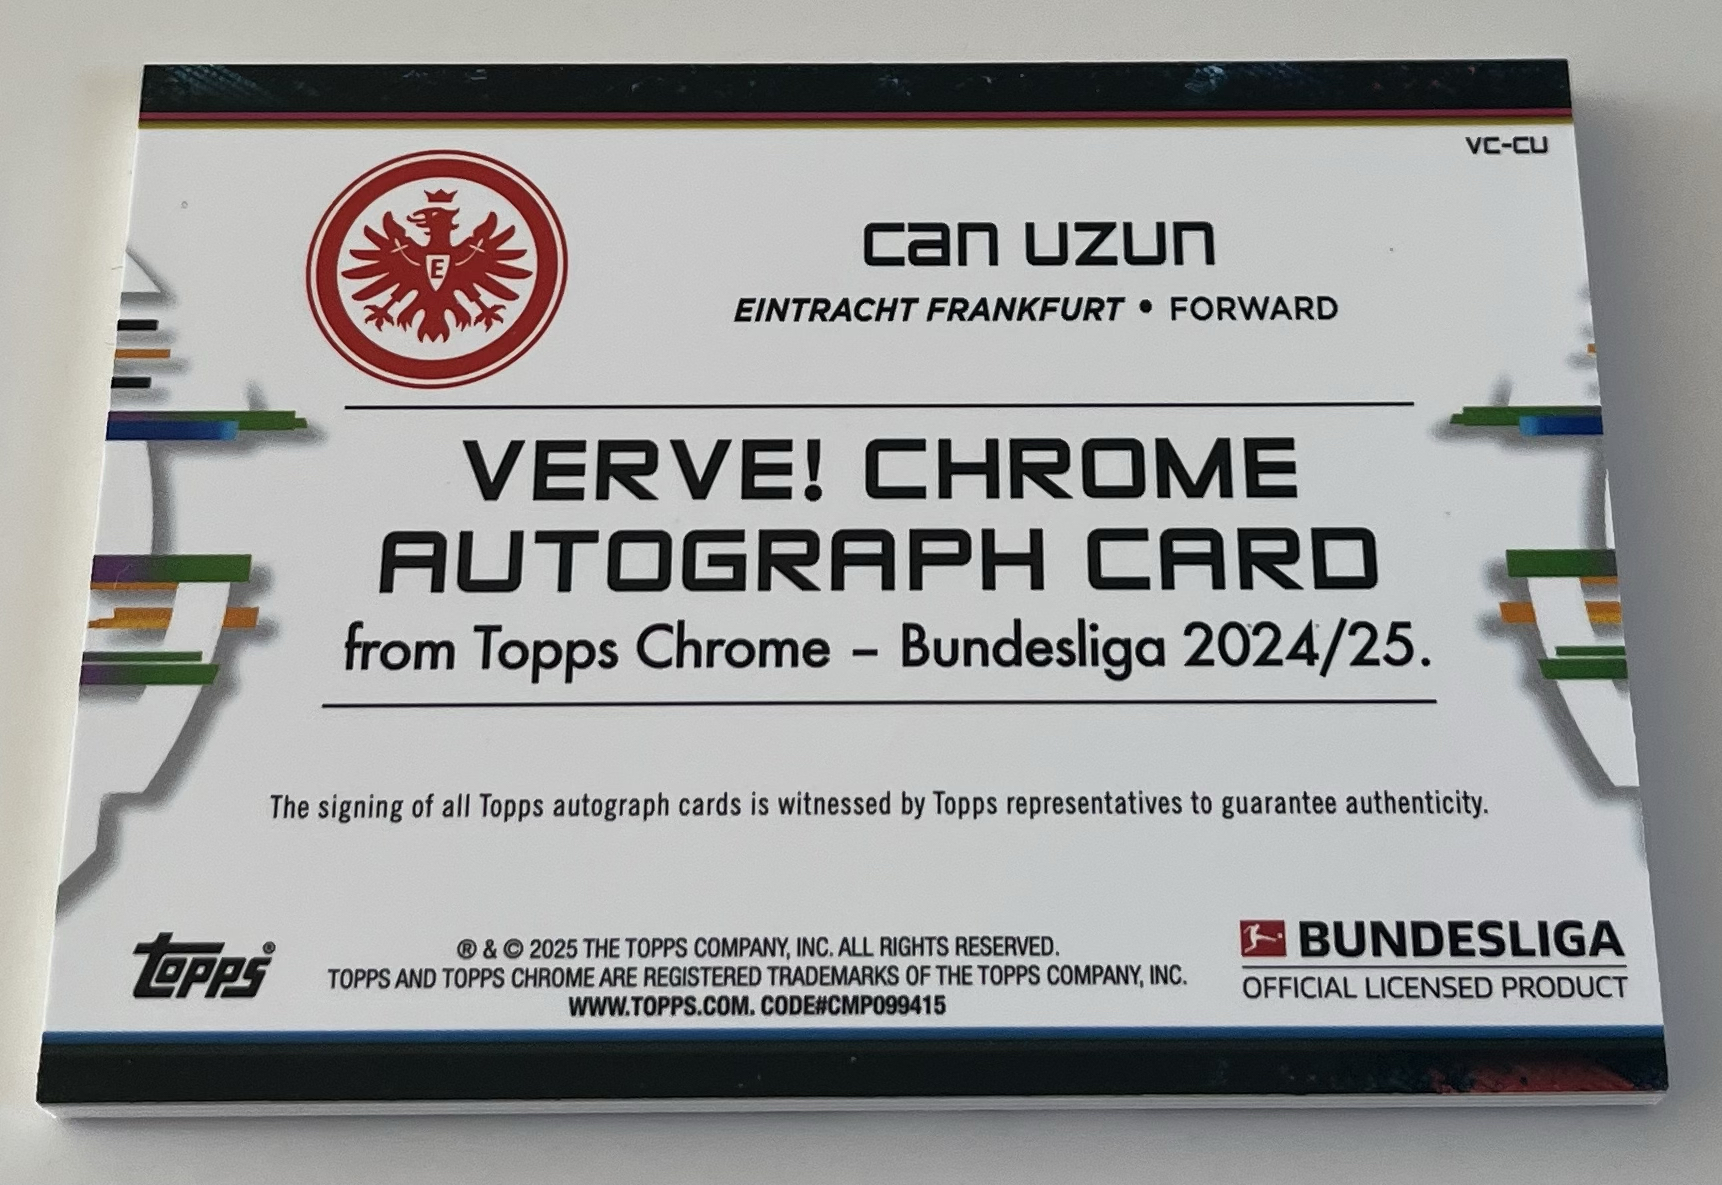 VC-CU
E
can uzun
EINTRACHT FRANKFURT • FORWARD
VERVE! CHROME
AUTOGRAPH CARD
from Topps Chrome – Bundesliga 2024/25.
The signing of all Topps autograph cards is witnessed by Topps representatives to guarantee authenticity.
topps®
® & © 2025 THE TOPPS COMPANY, INC. ALL RIGHTS RESERVED.
TOPPS AND TOPPS CHROME ARE REGISTERED TRADEMARKS OF THE TOPPS COMPANY, INC.
WWW.TOPPS.COM. CODE#CMP099415
BUNDESLIGA
OFFICIAL LICENSED PRODUCT